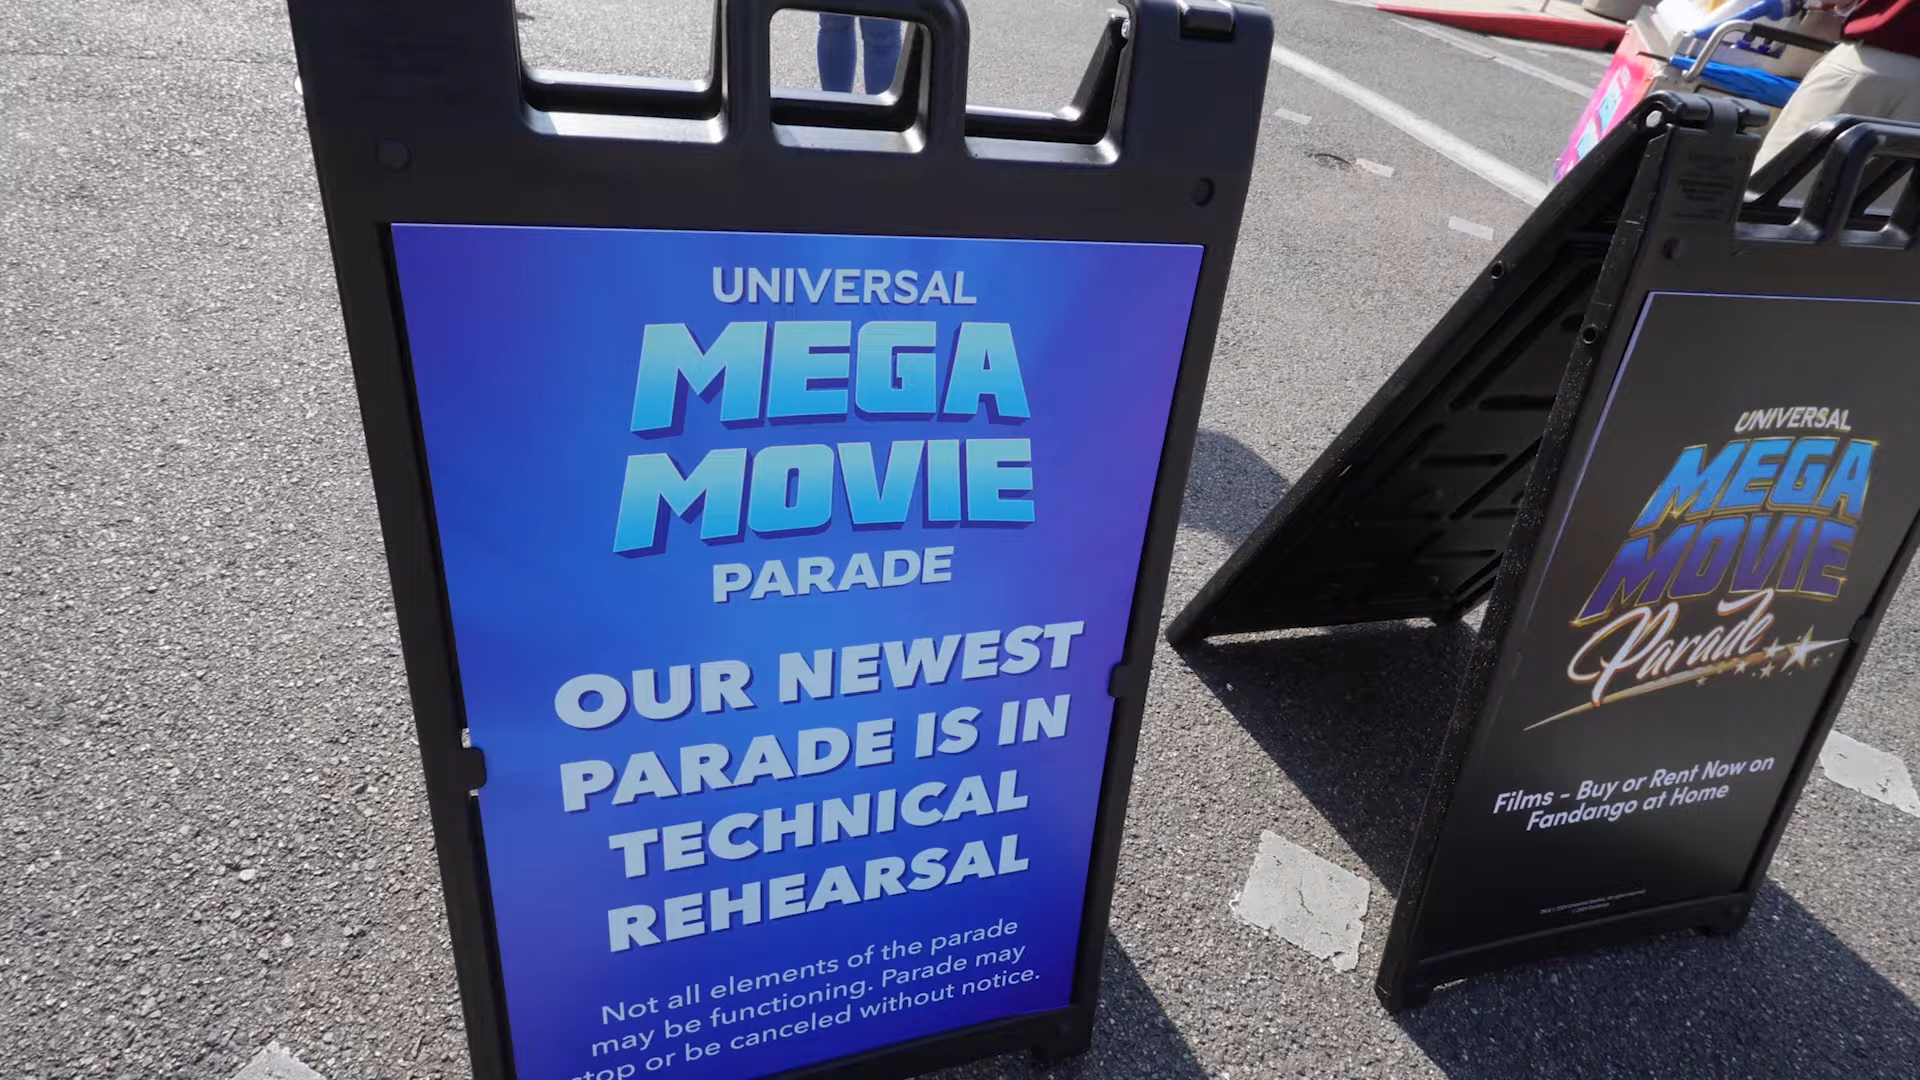 UNIVERSAL
MEGA
MOVIE
PARADE
OUR NEWEST
PARADE IS IN
TECHNICAL
REHEARSAL
Not all elements of the parade
may be functioning. Parade may
stop or be canceled without notice.
UNIVERSAL
MEGA
MOVIE
Parade
Films - Buy or Rent Now on
Fandango at Home